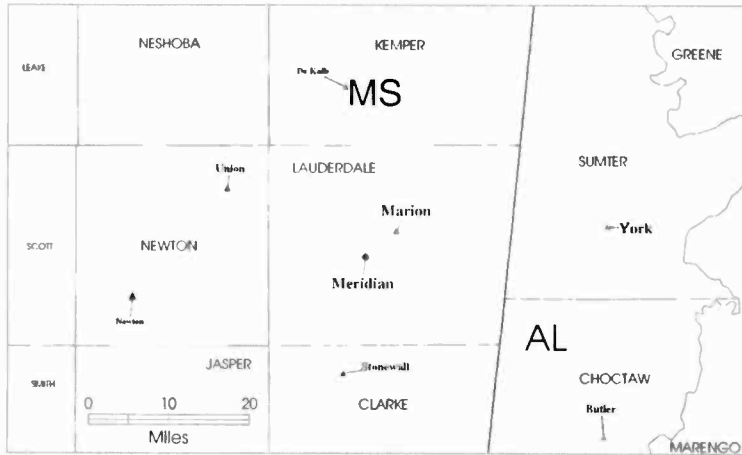 NESHOBA
KEMPER
GREENE
LEAKE
De Kalb
MS
Union
LAUDERDALE
SUMTER
Marion
York
SCOTT
NEWTON
Meridian
Newton
AL
JASPER
Stonewall
SMITH
CHOCTAW
CLARKE
0 10 20
Butler
Miles
MARENGO